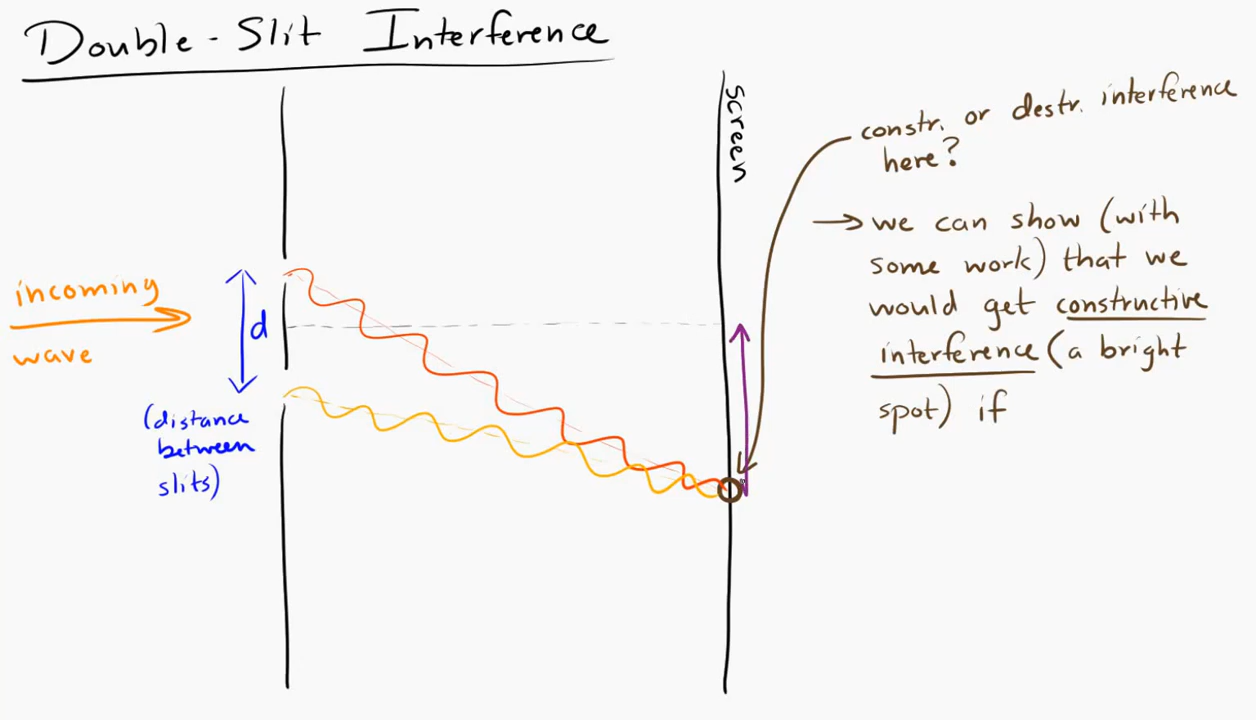 Double-Slit Interference
screen
constr. or destr. interference
here?
→ we can show (with
some work) that we
would get constructive
interference (a bright
spot) if
incoming
wave
d
(distance
between
slits)